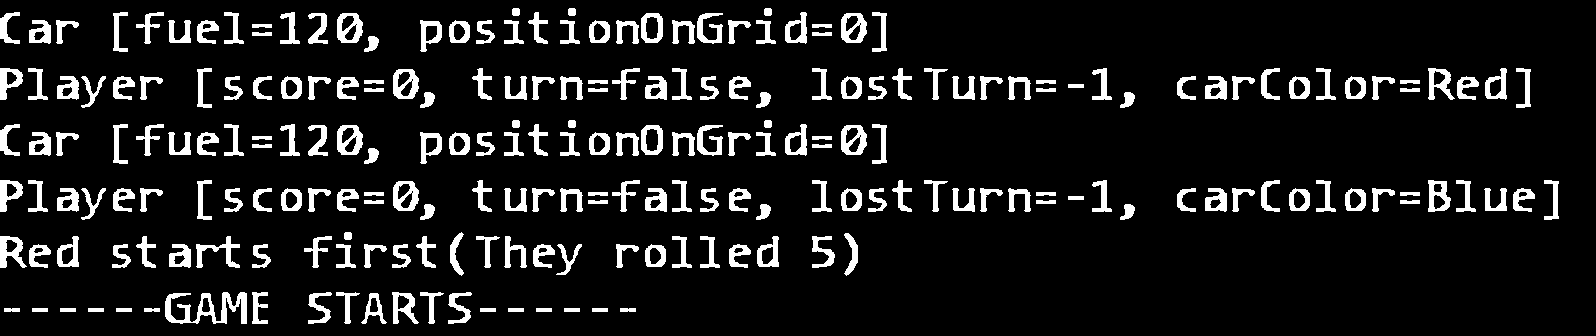 Car [fuel=120, positionOnGrid=0]
Player [score=0, turn=false, lostTurn=-1, carColor=Red]
Car [fuel=120, positionOnGrid=0]
Player [score=0, turn=false, lostTurn=-1, carColor=Blue]
Red starts first(They rolled 5)
------GAME STARTS------